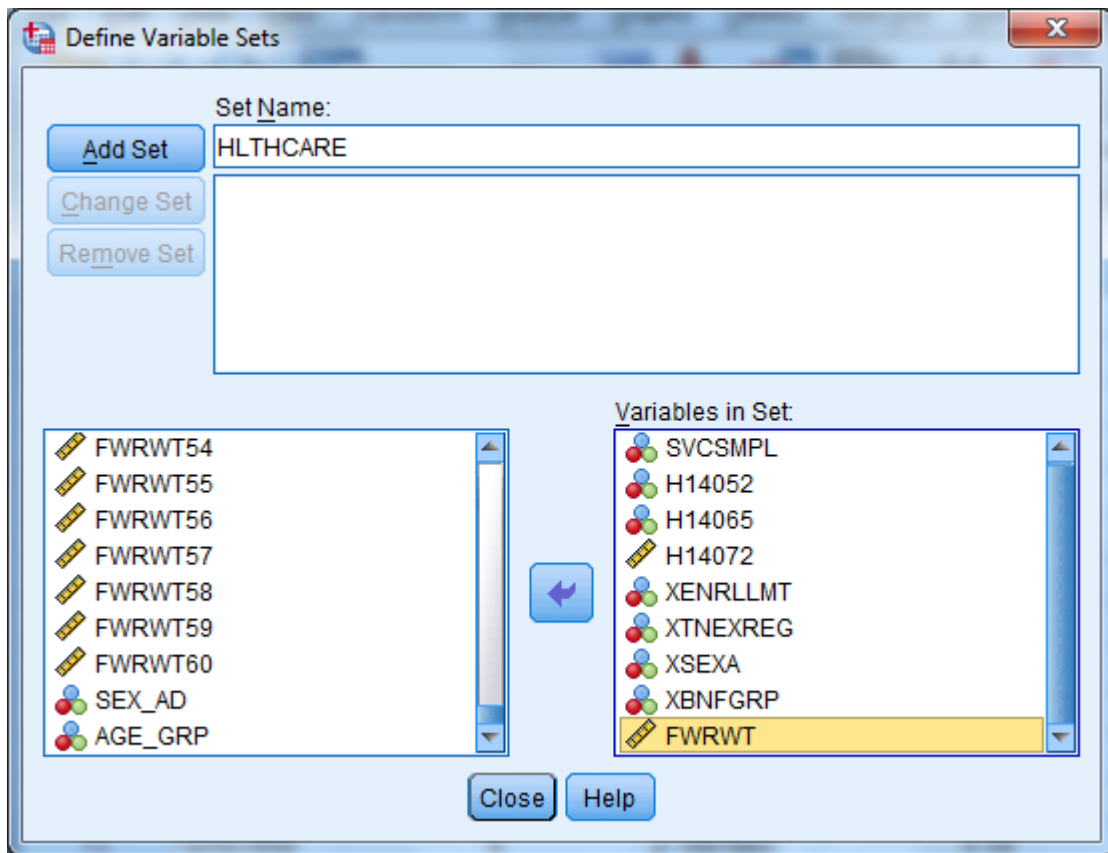 Define Variable Sets
Set Name:
Add Set
HLTHCARE
Change Set
Remove Set
FWRWT54
FWRWT55
FWRWT56
FWRWT57
FWRWT58
FWRWT59
FWRWT60
SEX_AD
AGE_GRP
Variables in Set:
SVCSMPL
H14052
H14065
H14072
XENRLLMT
XTNEXREG
XSEXA
XBNFGRP
FWRWT
Close
Help